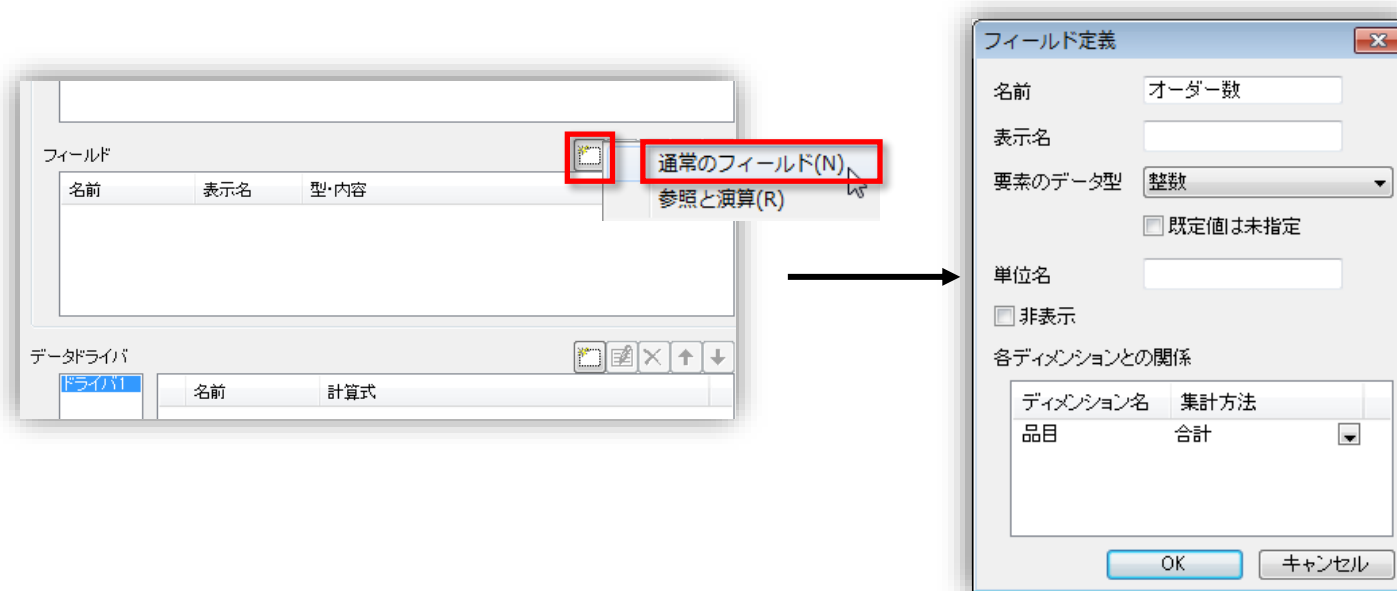 フィールド
名前 表示名 型・内容
通常のフィールド(N)
参照と演算(R)
データドライバ
ドライバ1
名前 計算式
フィールド定義
名前 オーダー数
表示名
要素のデータ型 整数
既定値は未指定
単位名
非表示
各ディメンションとの関係
ディメンション名 集計方法
品目 合計
OK キャンセル